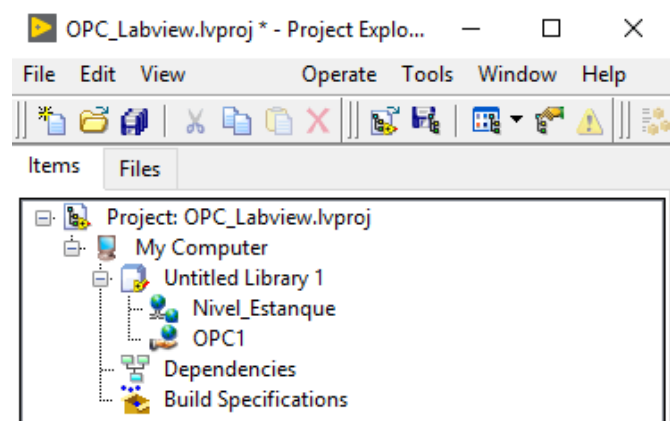 OPC_Labview.lvproj * - Project Explo...
File Edit View Operate Tools Window Help
Items Files
Project: OPC_Labview.lvproj
My Computer
Untitled Library 1
Nivel_Estanque
OPC1
Dependencies
Build Specifications